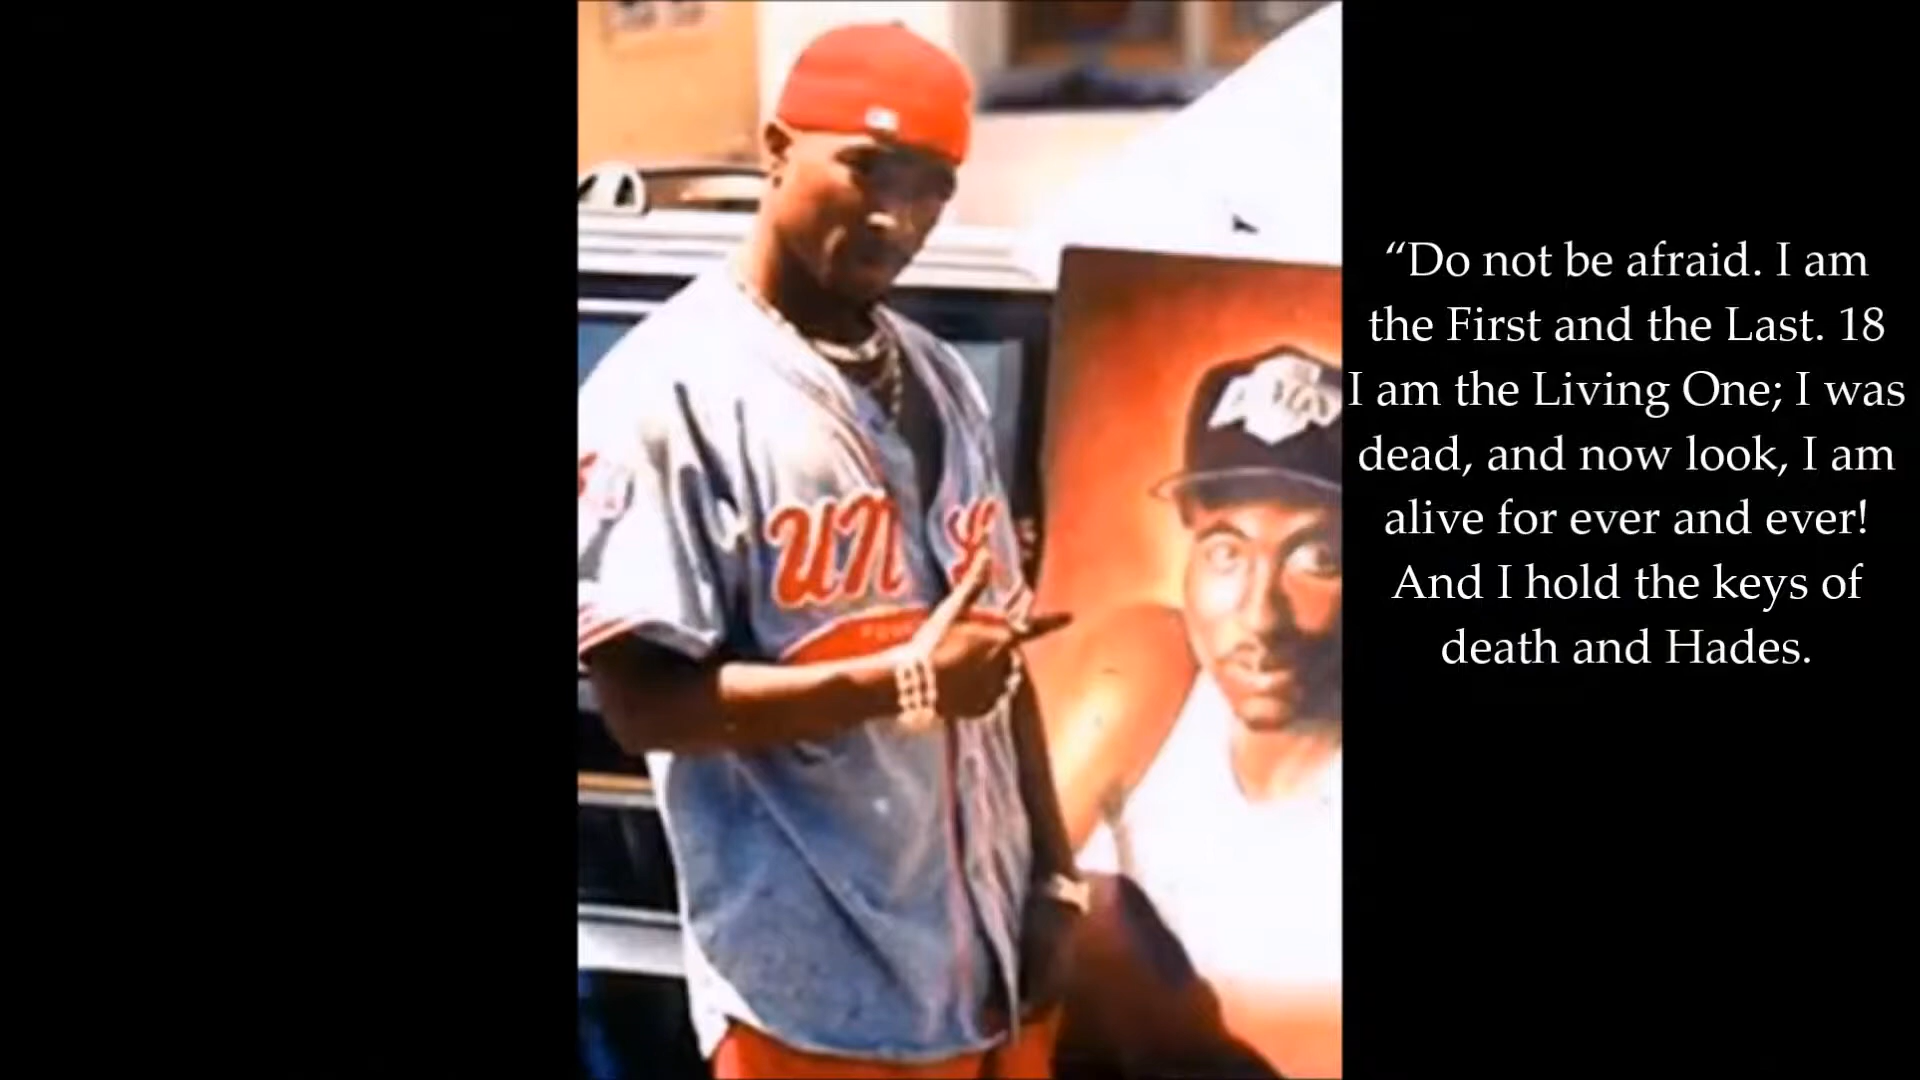 “Do not be afraid. I am
the First and the Last. 18
I am the Living One; I was
dead, and now look, I am
alive for ever and ever!
And I hold the keys of
death and Hades.
un